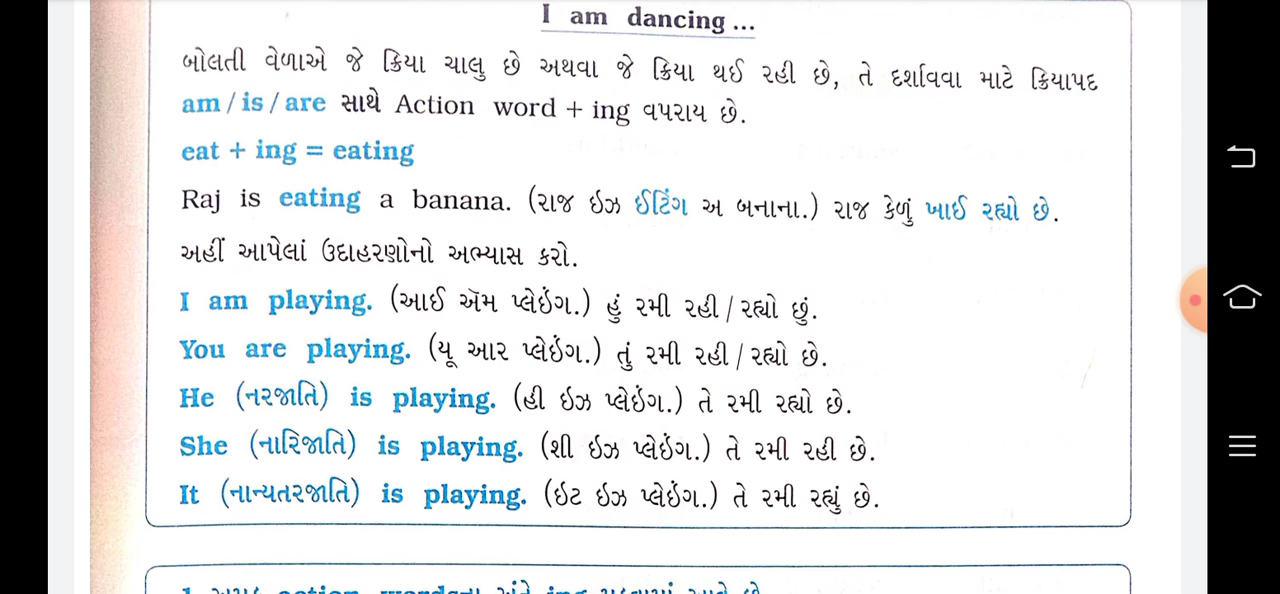 I am dancing ...
બોલતી વેળાએ જે ક્રિયા ચાલુ છે અથવા જે ક્રિયા થઈ રહી છે, તે દર્શાવવા માટે ક્રિયાપદ
am / is / are સાથે Action word + ing વપરાય છે.
eat + ing = eating
Raj is eating a banana. (રાજ ઇઝ ઈટિંગ અ બનાના.) રાજ કેળું ખાઈ રહ્યો છે.
અહીં આપેલાં ઉદાહરણોનો અભ્યાસ કરો.
I am playing. (આઈ ઍમ પ્લેઇંગ.) હું રમી રહી / રહ્યો છું.
You are playing. (યૂ આર પ્લેઇંગ.) તું રમી રહી / રહ્યો છે.
He (નરજાતિ) is playing. (હી ઇઝ પ્લેઇંગ.) તે રમી રહ્યો છે.
She (નારિજાતિ) is playing. (શી ઇઝ પ્લેઇંગ.) તે રમી રહી છે.
It (નાન્યતરજાતિ) is playing. (ઇટ ઇઝ પ્લેઇંગ.) તે રમી રહ્યું છે.
action ing